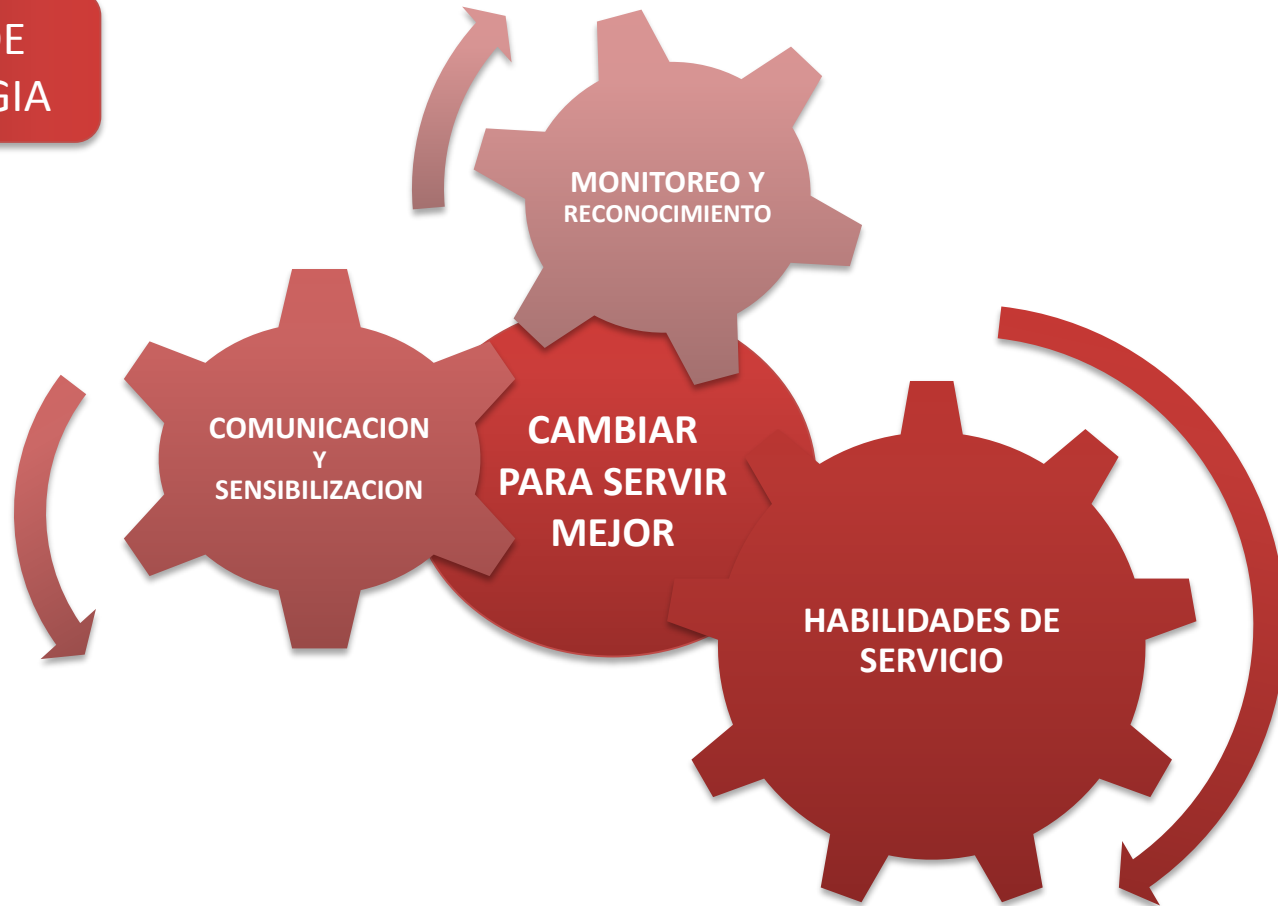 MONITOREO Y
RECONOCIMIENTO
COMUNICACION
Y
SENSIBILIZACION
CAMBIAR
PARA SERVIR
MEJOR
HABILIDADES DE
SERVICIO